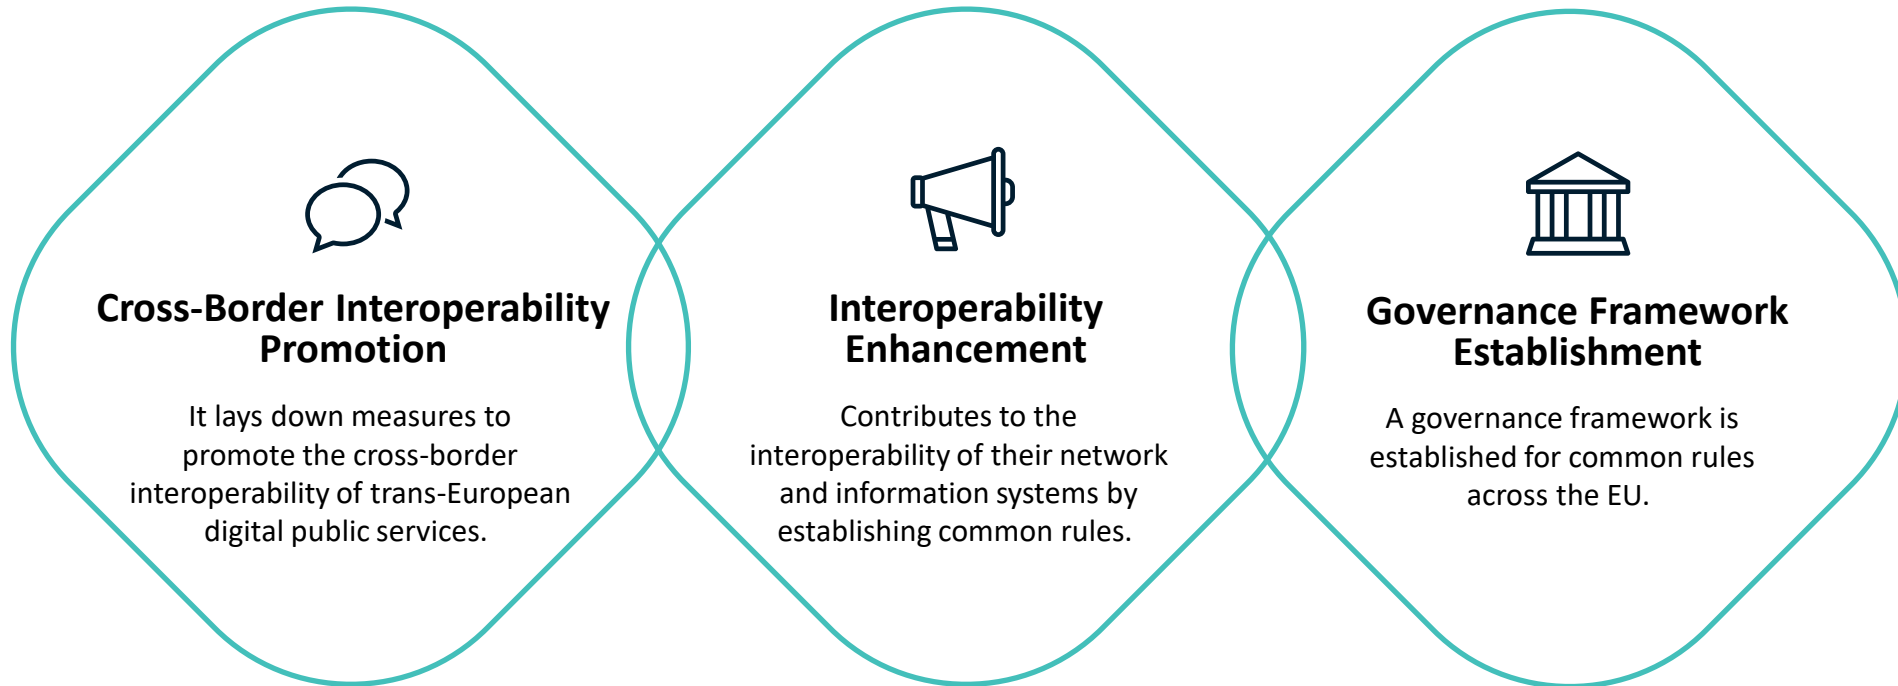 Cross-Border Interoperability
Promotion
It lays down measures to
promote the cross-border
interoperability of trans-European
digital public services.
Interoperability
Enhancement
Contributes to the
interoperability of their network
and information systems by
establishing common rules.
Governance Framework
Establishment
A governance framework is
established for common rules
across the EU.